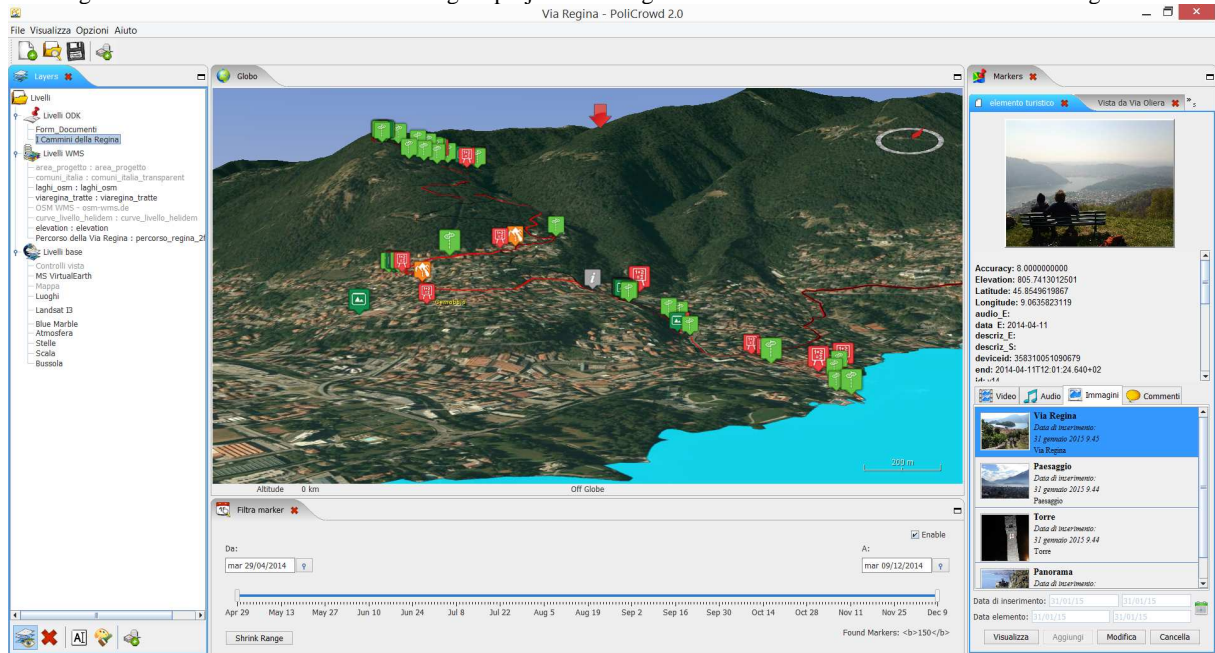 Via Regina - PoliCrowd 2.0
File Visualizza Opzioni Aiuto
Layers
Livelli
Livelli ODK
Form_Documenti
I Cammini della Regina
Livelli WMS
area_progetto : area_progetto
comuni_italia : comuni_italia_transparent
laghi_osm : laghi_osm
viaregina_tratte : viaregina_tratte
OSM WMS - osm-wms.de
curve_livello_helidem : curve_livello_helidem
elevation : elevation
Percorso della Via Regina : percorso_regina_2f
Livelli base
Controlli vista
MS VirtualEarth
Mappa
Luoghi
Landsat I3
Blue Marble
Atmosfera
Stelle
Scala
Bussola
Globo
200 m
Altitude 0 km
Off Globe
Filtra marker
Enable
Da:
A:
mar 29/04/2014
mar 09/12/2014
Apr 29 May 13 May 27 Jun 10 Jun 24 Jul 8 Jul 22 Aug 5 Aug 19 Sep 2 Sep 16 Sep 30 Oct 14 Oct 28 Nov 11 Nov 25 Dec 9
Shrink Range
Found Markers: <b>150</b>
Markers
elemento turistico
Vista da Via Oliera
»5
Accuracy: 8.0000000000
Elevation: 805.7413012501
Latitude: 45.8549619867
Longitude: 9.0635823119
audio_E:
data_E: 2014-04-11
descriz_E:
descriz_S:
deviceid: 358310051090679
end: 2014-04-11T12:01:24.640+02
Video Audio Immagini Commenti
Via Regina
Data di inserimento:
31 gennaio 2015 9.45
Via Regina
Paesaggio
Data di inserimento:
31 gennaio 2015 9.44
Paesaggio
Torre
Data di inserimento:
31 gennaio 2015 9.44
Torre
Panorama
Data di inserimento:
Data di inserimento: 31/01/15 31/01/15
Data elemento: 31/01/15 31/01/15
Visualizza Aggiungi Modifica Cancella